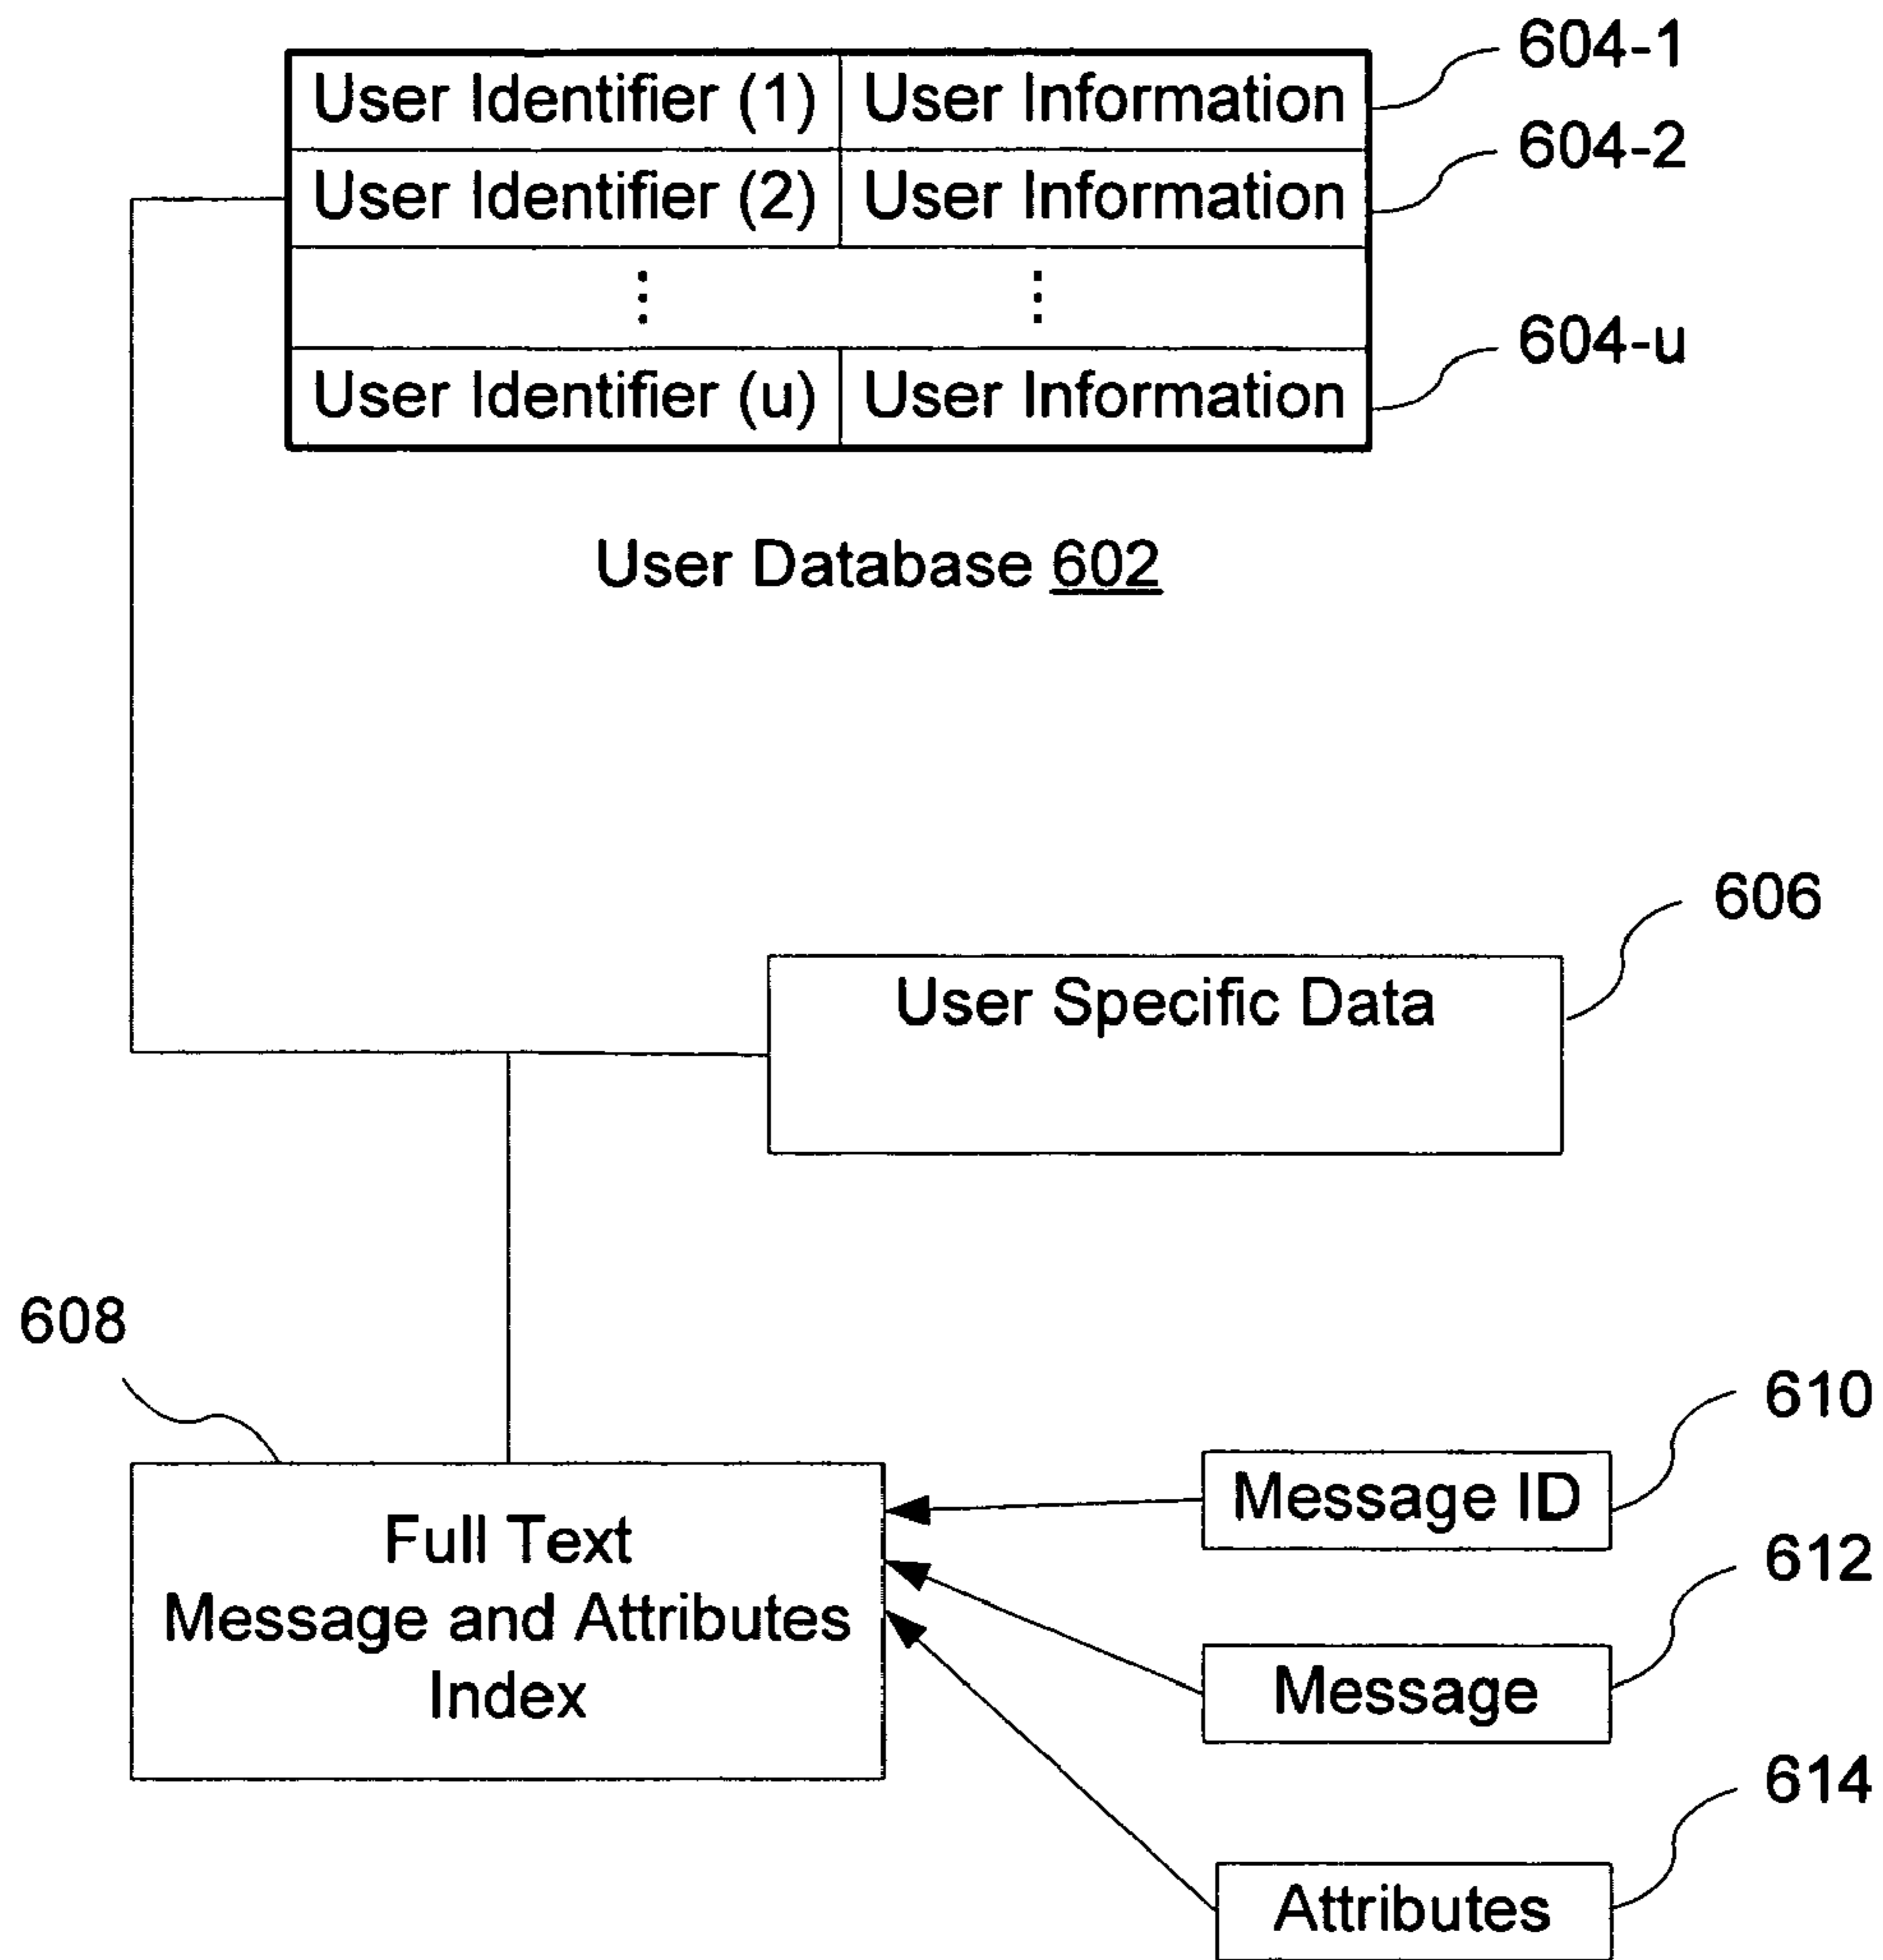 604-1
User Identifier (1) User Information
604-2
User Identifier (2) User Information
604-u
User Identifier (u) User Information
User Database 602
606
User Specific Data
608
610
Message ID
Full Text
Message and Attributes
Index
612
Message
614
Attributes